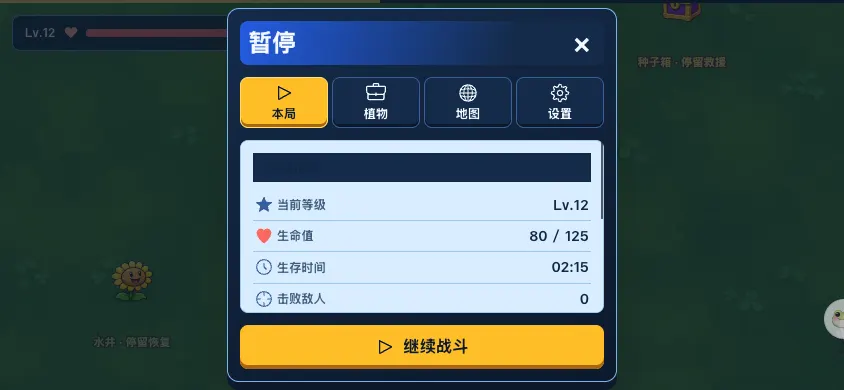 Lv.12
暂停
种子箱 · 停留救援
本局
植物
地图
设置
当前等级
Lv.12
生命值
80 / 125
生存时间
02:15
击败敌人
0
水井 · 停留恢复
继续战斗